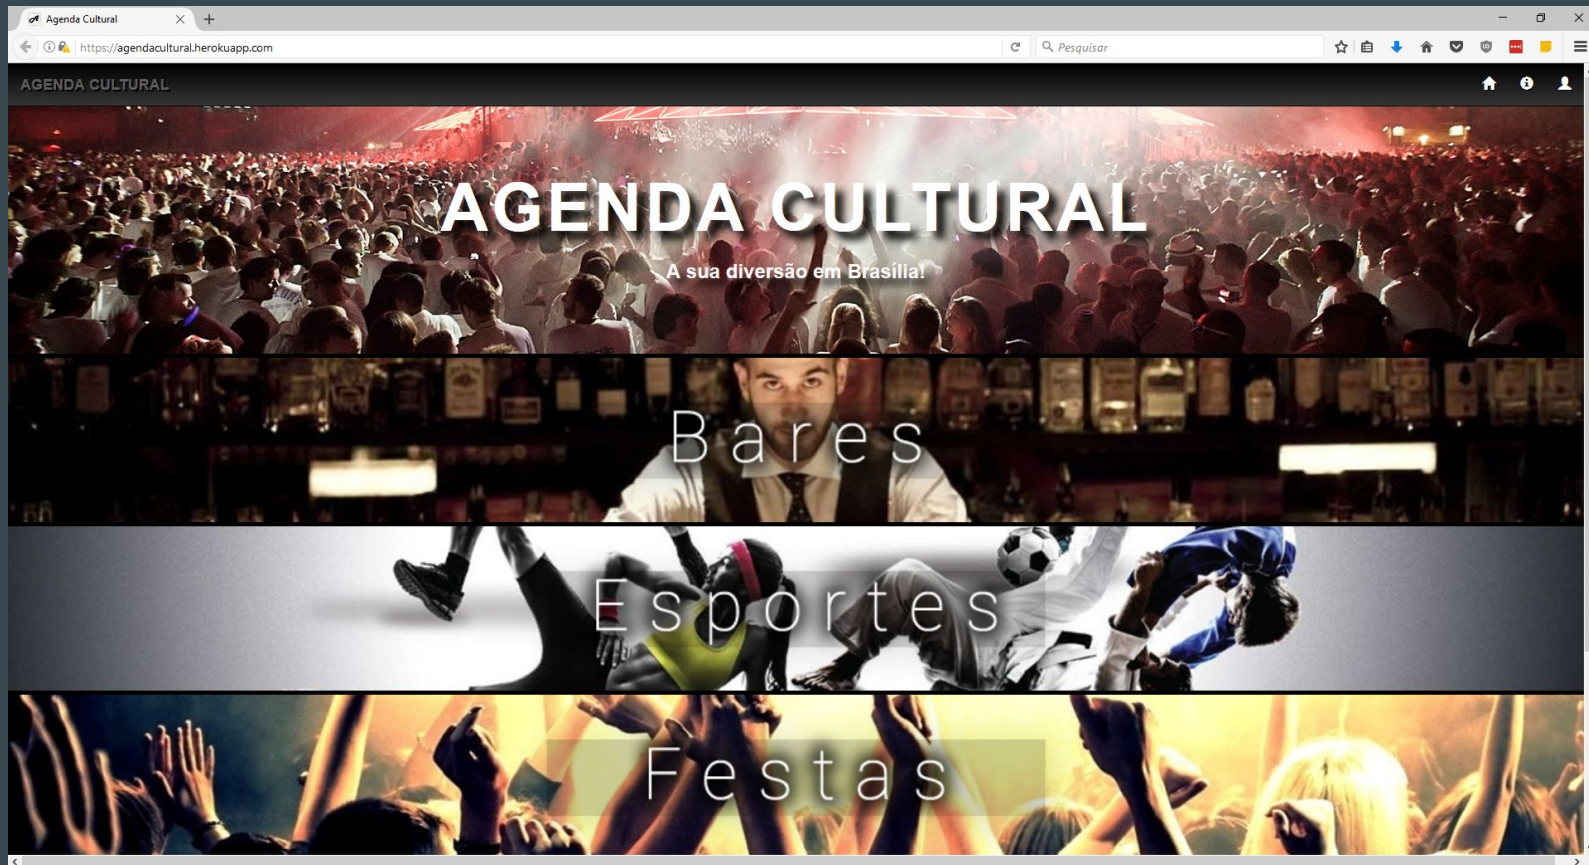 Agenda Cultural
https://agendacultural.herokuapp.com
Pesquisar
AGENDA CULTURAL
AGENDA CULTURAL
A sua diversão em Brasília!
Bares
Esportes
Festas